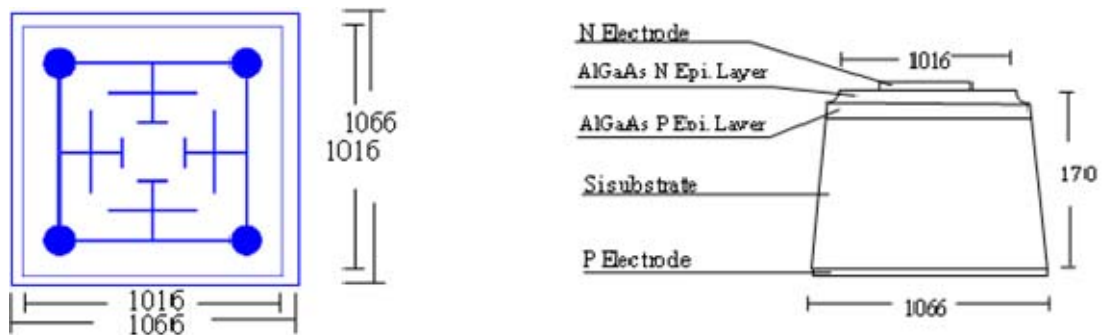 1066
1016
1016
1066
N Electrode
1016
AlGaAs N Epi. Layer
AlGaAs P Epi. Layer
170
Si substrate
P Electrode
1066